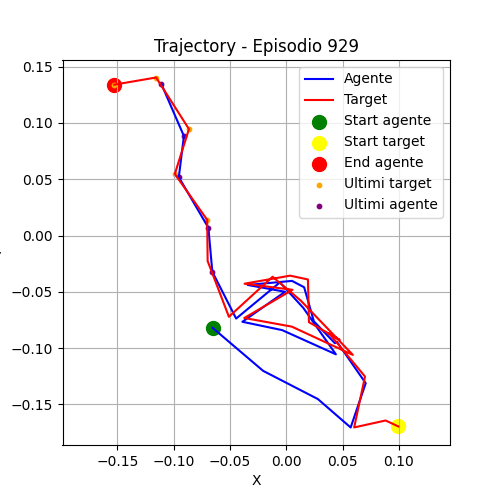 Trajectory - Episodio 929
Agente
Target
Start agente
Start target
End agente
Ultimi target
Ultimi agente
0.15
0.10
0.05
0.00
−0.05
−0.10
−0.15
−0.15
−0.10
−0.05
0.00
0.05
0.10
X